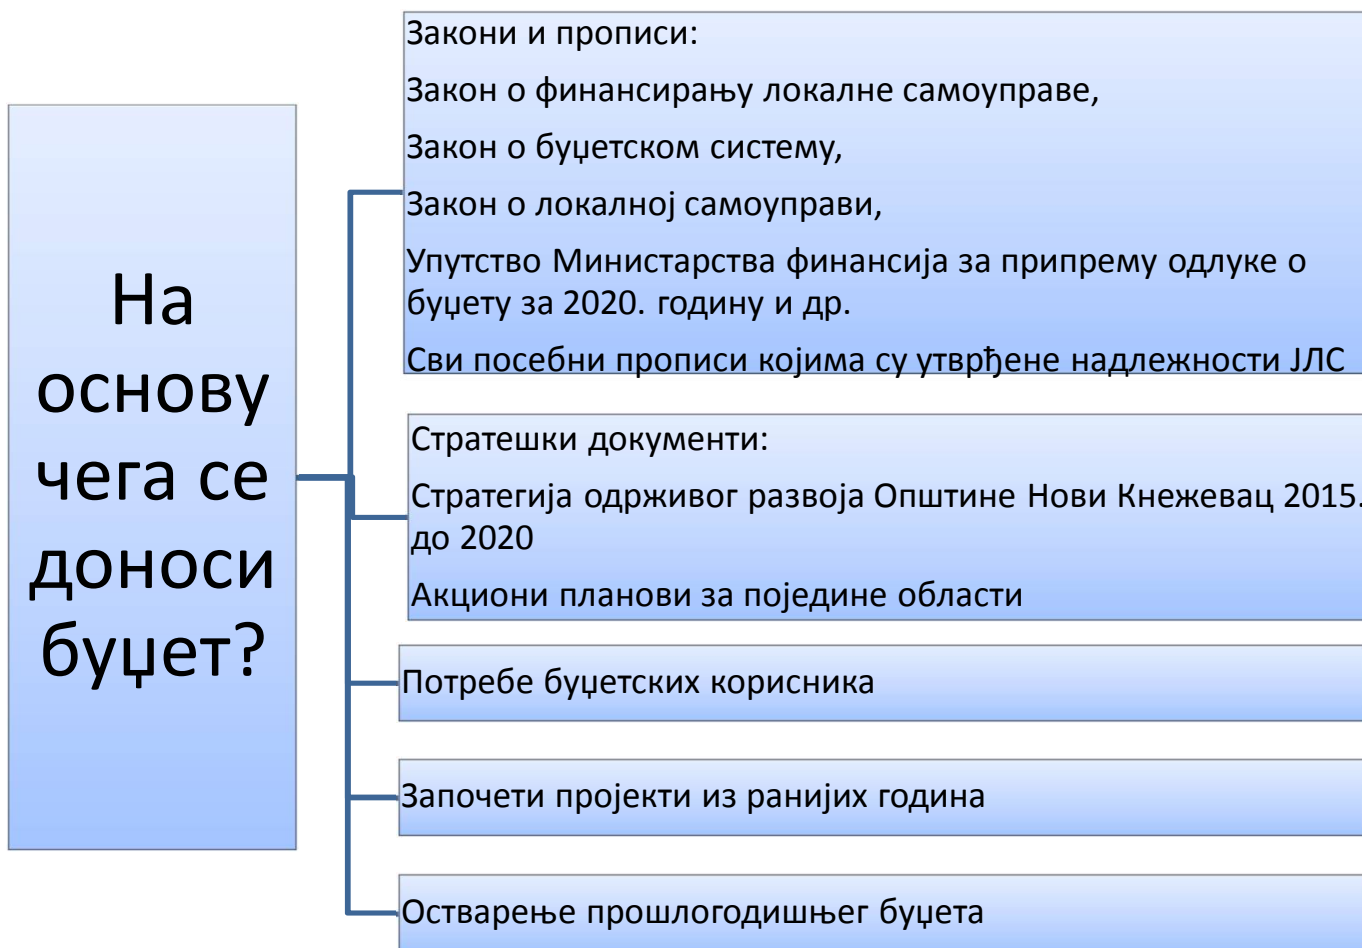 На
основу
чега се
доноси
буџет?
Закони и прописи:
Закон о финансирању локалне самоуправе,
Закон о буџетском систему,
Закон о локалној самоуправи,
Упутство Министарства финансија за припрему одлуке о
буџету за 2020. годину и др.
Сви посебни прописи којима су утврђене надлежности ЈЛС
Стратешки документи:
Стратегија одрживог развоја Општине Нови Кнежевац 2015.
до 2020
Акциони планови за поједине области
Потребе буџетских корисника
Започети пројекти из ранијих година
Остварење прошлогодишњег буџета